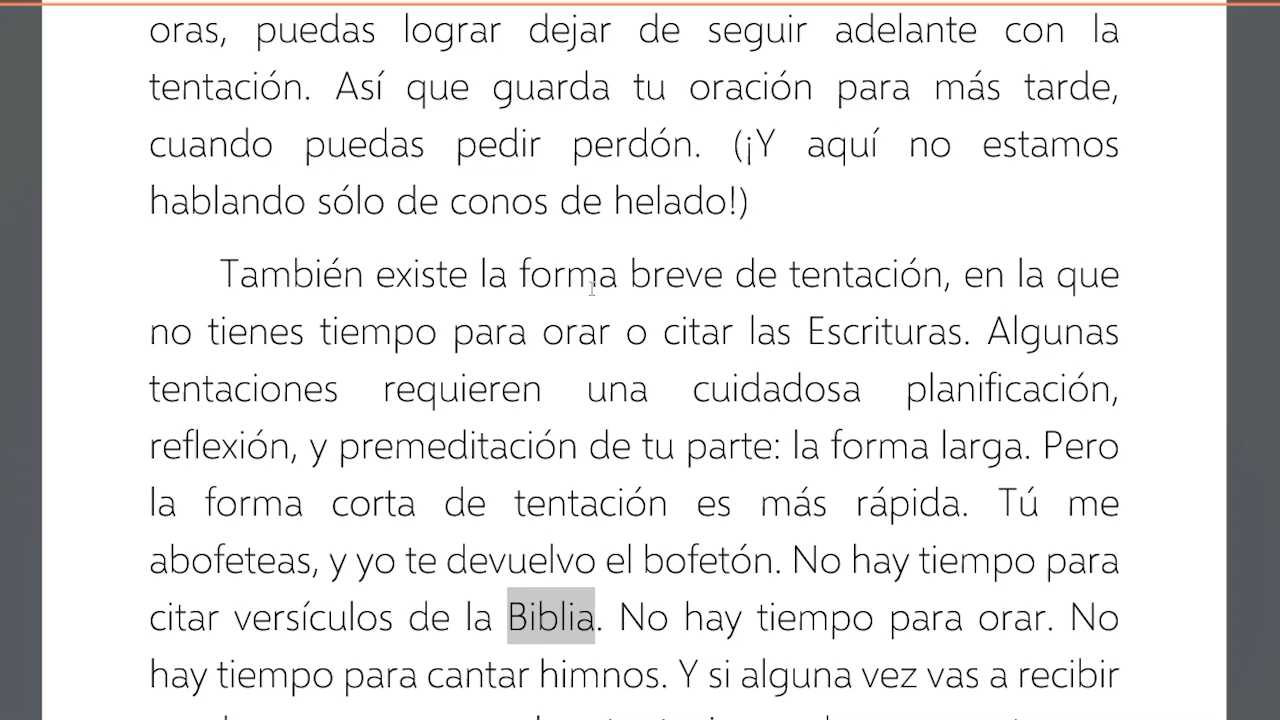 oras, puedas lograr dejar de seguir adelante con la
tentación. Así que guarda tu oración para más tarde,
cuando puedas pedir perdón. (¡Y aquí no estamos
hablando sólo de conos de helado!)
También existe la forma breve de tentación, en la que
no tienes tiempo para orar o citar las Escrituras. Algunas
tentaciones requieren una cuidadosa planificación,
reflexión, y premeditación de tu parte: la forma larga. Pero
la forma corta de tentación es más rápida. Tú me
abofeteas, y yo te devuelvo el bofetón. No hay tiempo para
citar versículos de la Biblia. No hay tiempo para orar. No
hay tiempo para cantar himnos. Y si alguna vez vas a recibir